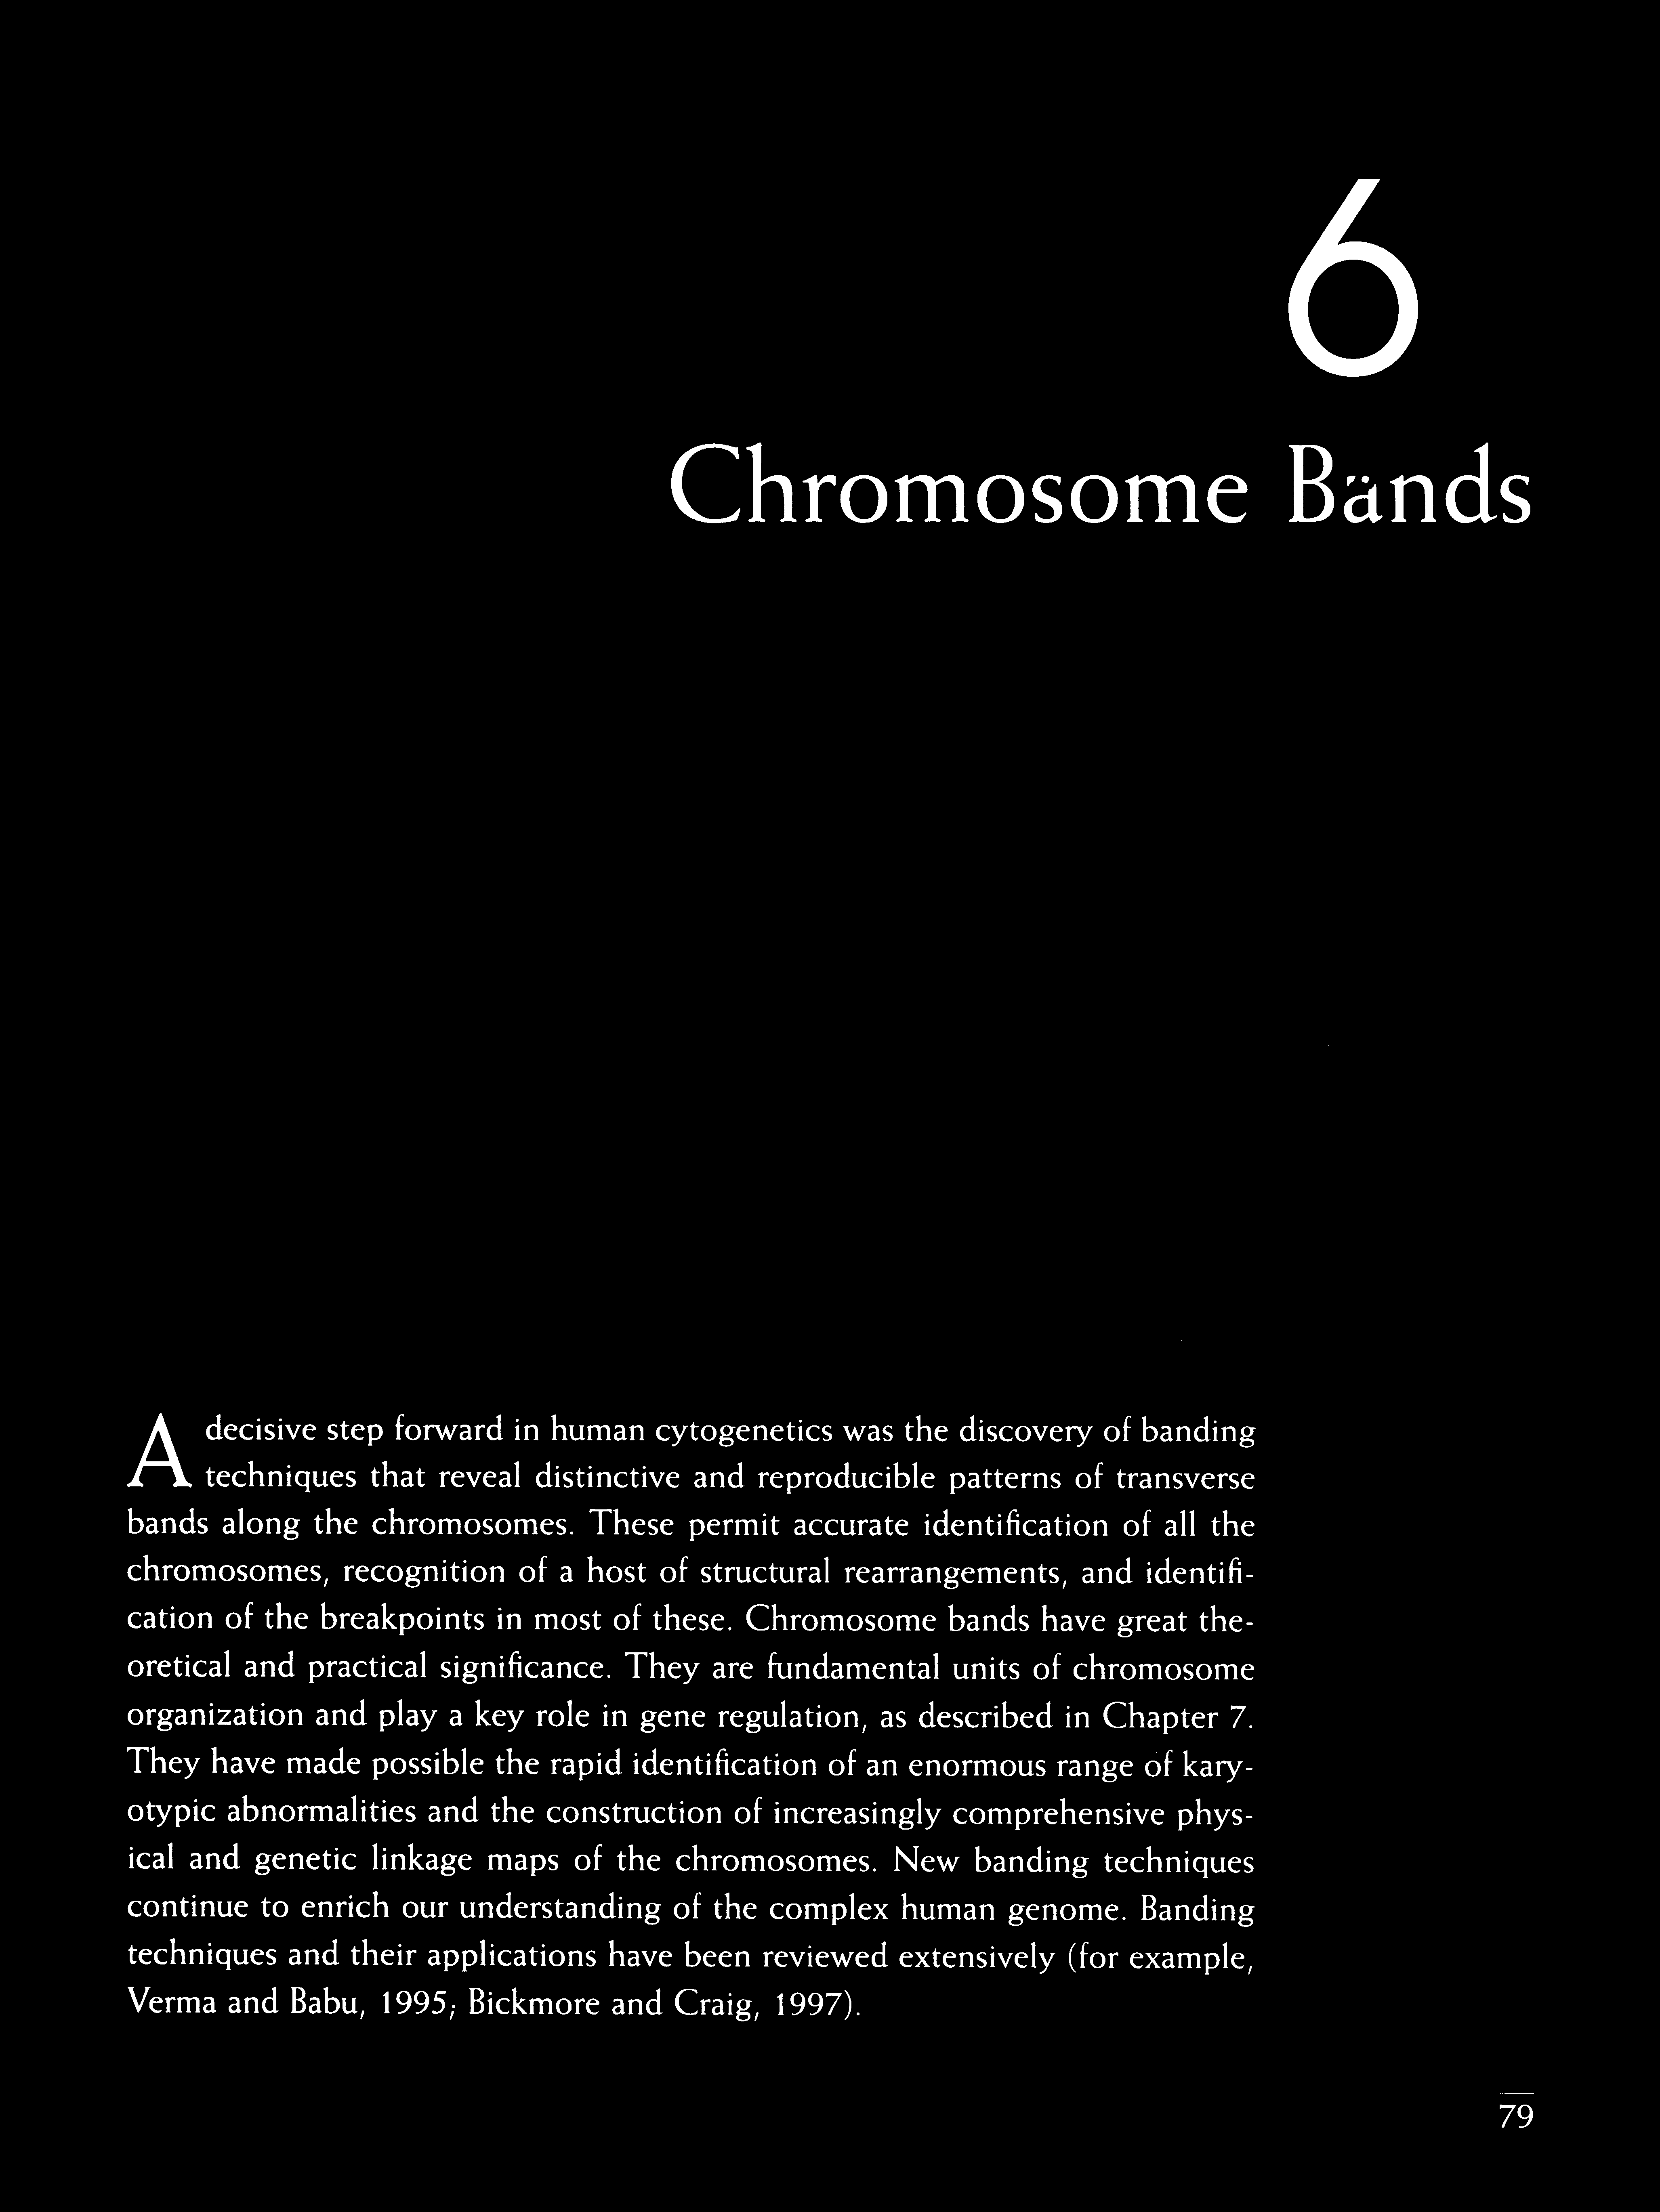 6
Chromosome Bands
A decisive step forward in human cytogenetics was the discovery of banding
techniques that reveal distinctive and reproducible patterns of transverse
bands along the chromosomes. These permit accurate identification of all the
chromosomes, recognition of a host of structural rearrangements, and identifi-
cation of the breakpoints in most of these. Chromosome bands have great the-
oretical and practical significance. They are fundamental units of chromosome
organization and play a key role in gene regulation, as described in Chapter 7.
They have made possible the rapid identification of an enormous range of kary-
otypic abnormalities and the construction of increasingly comprehensive phys-
ical and genetic linkage maps of the chromosomes. New banding techniques
continue to enrich our understanding of the complex human genome. Banding
techniques and their applications have been reviewed extensively (for example,
Verma and Babu, 1995; Bickmore and Craig, 1997).
79